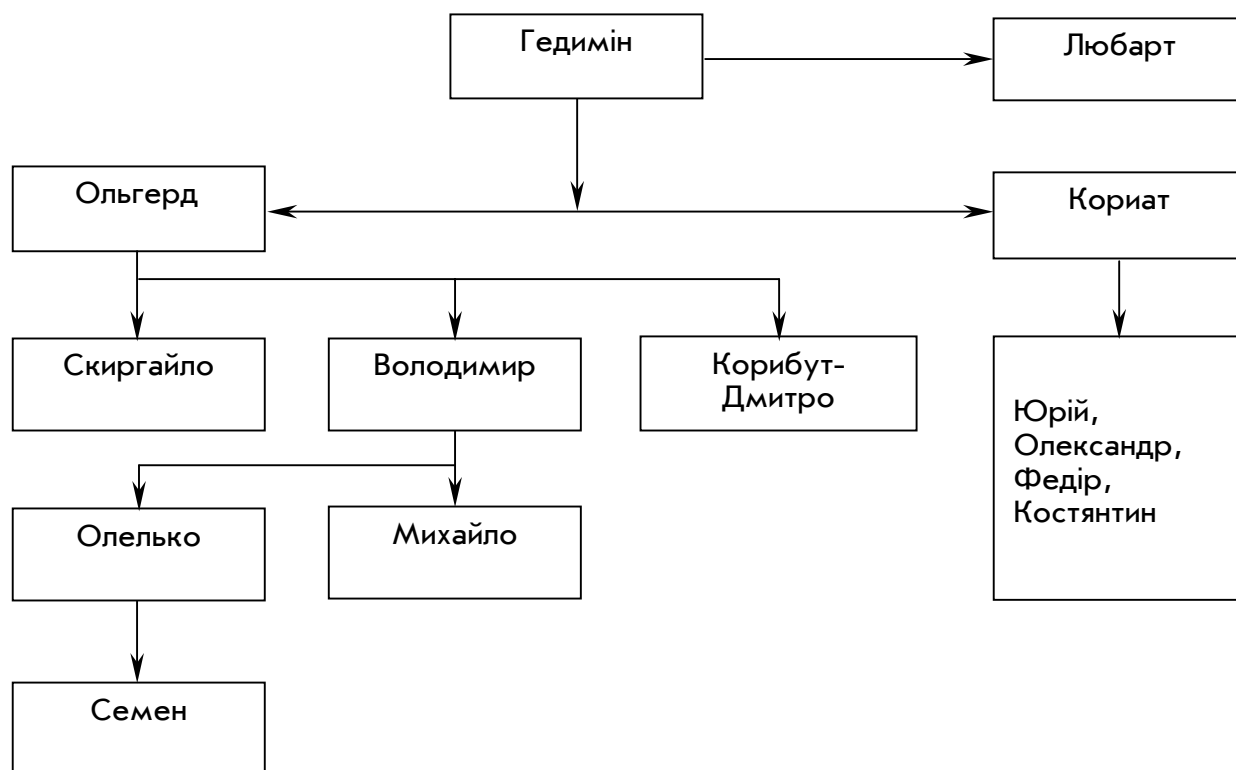 Гедимін
Любарт
Ольгерд
Кориат
Скиргайло
Володимир
Корибут-
Дмитро
Юрій,
Олександр,
Федір,
Костянтин
Олелько
Михайло
Семен